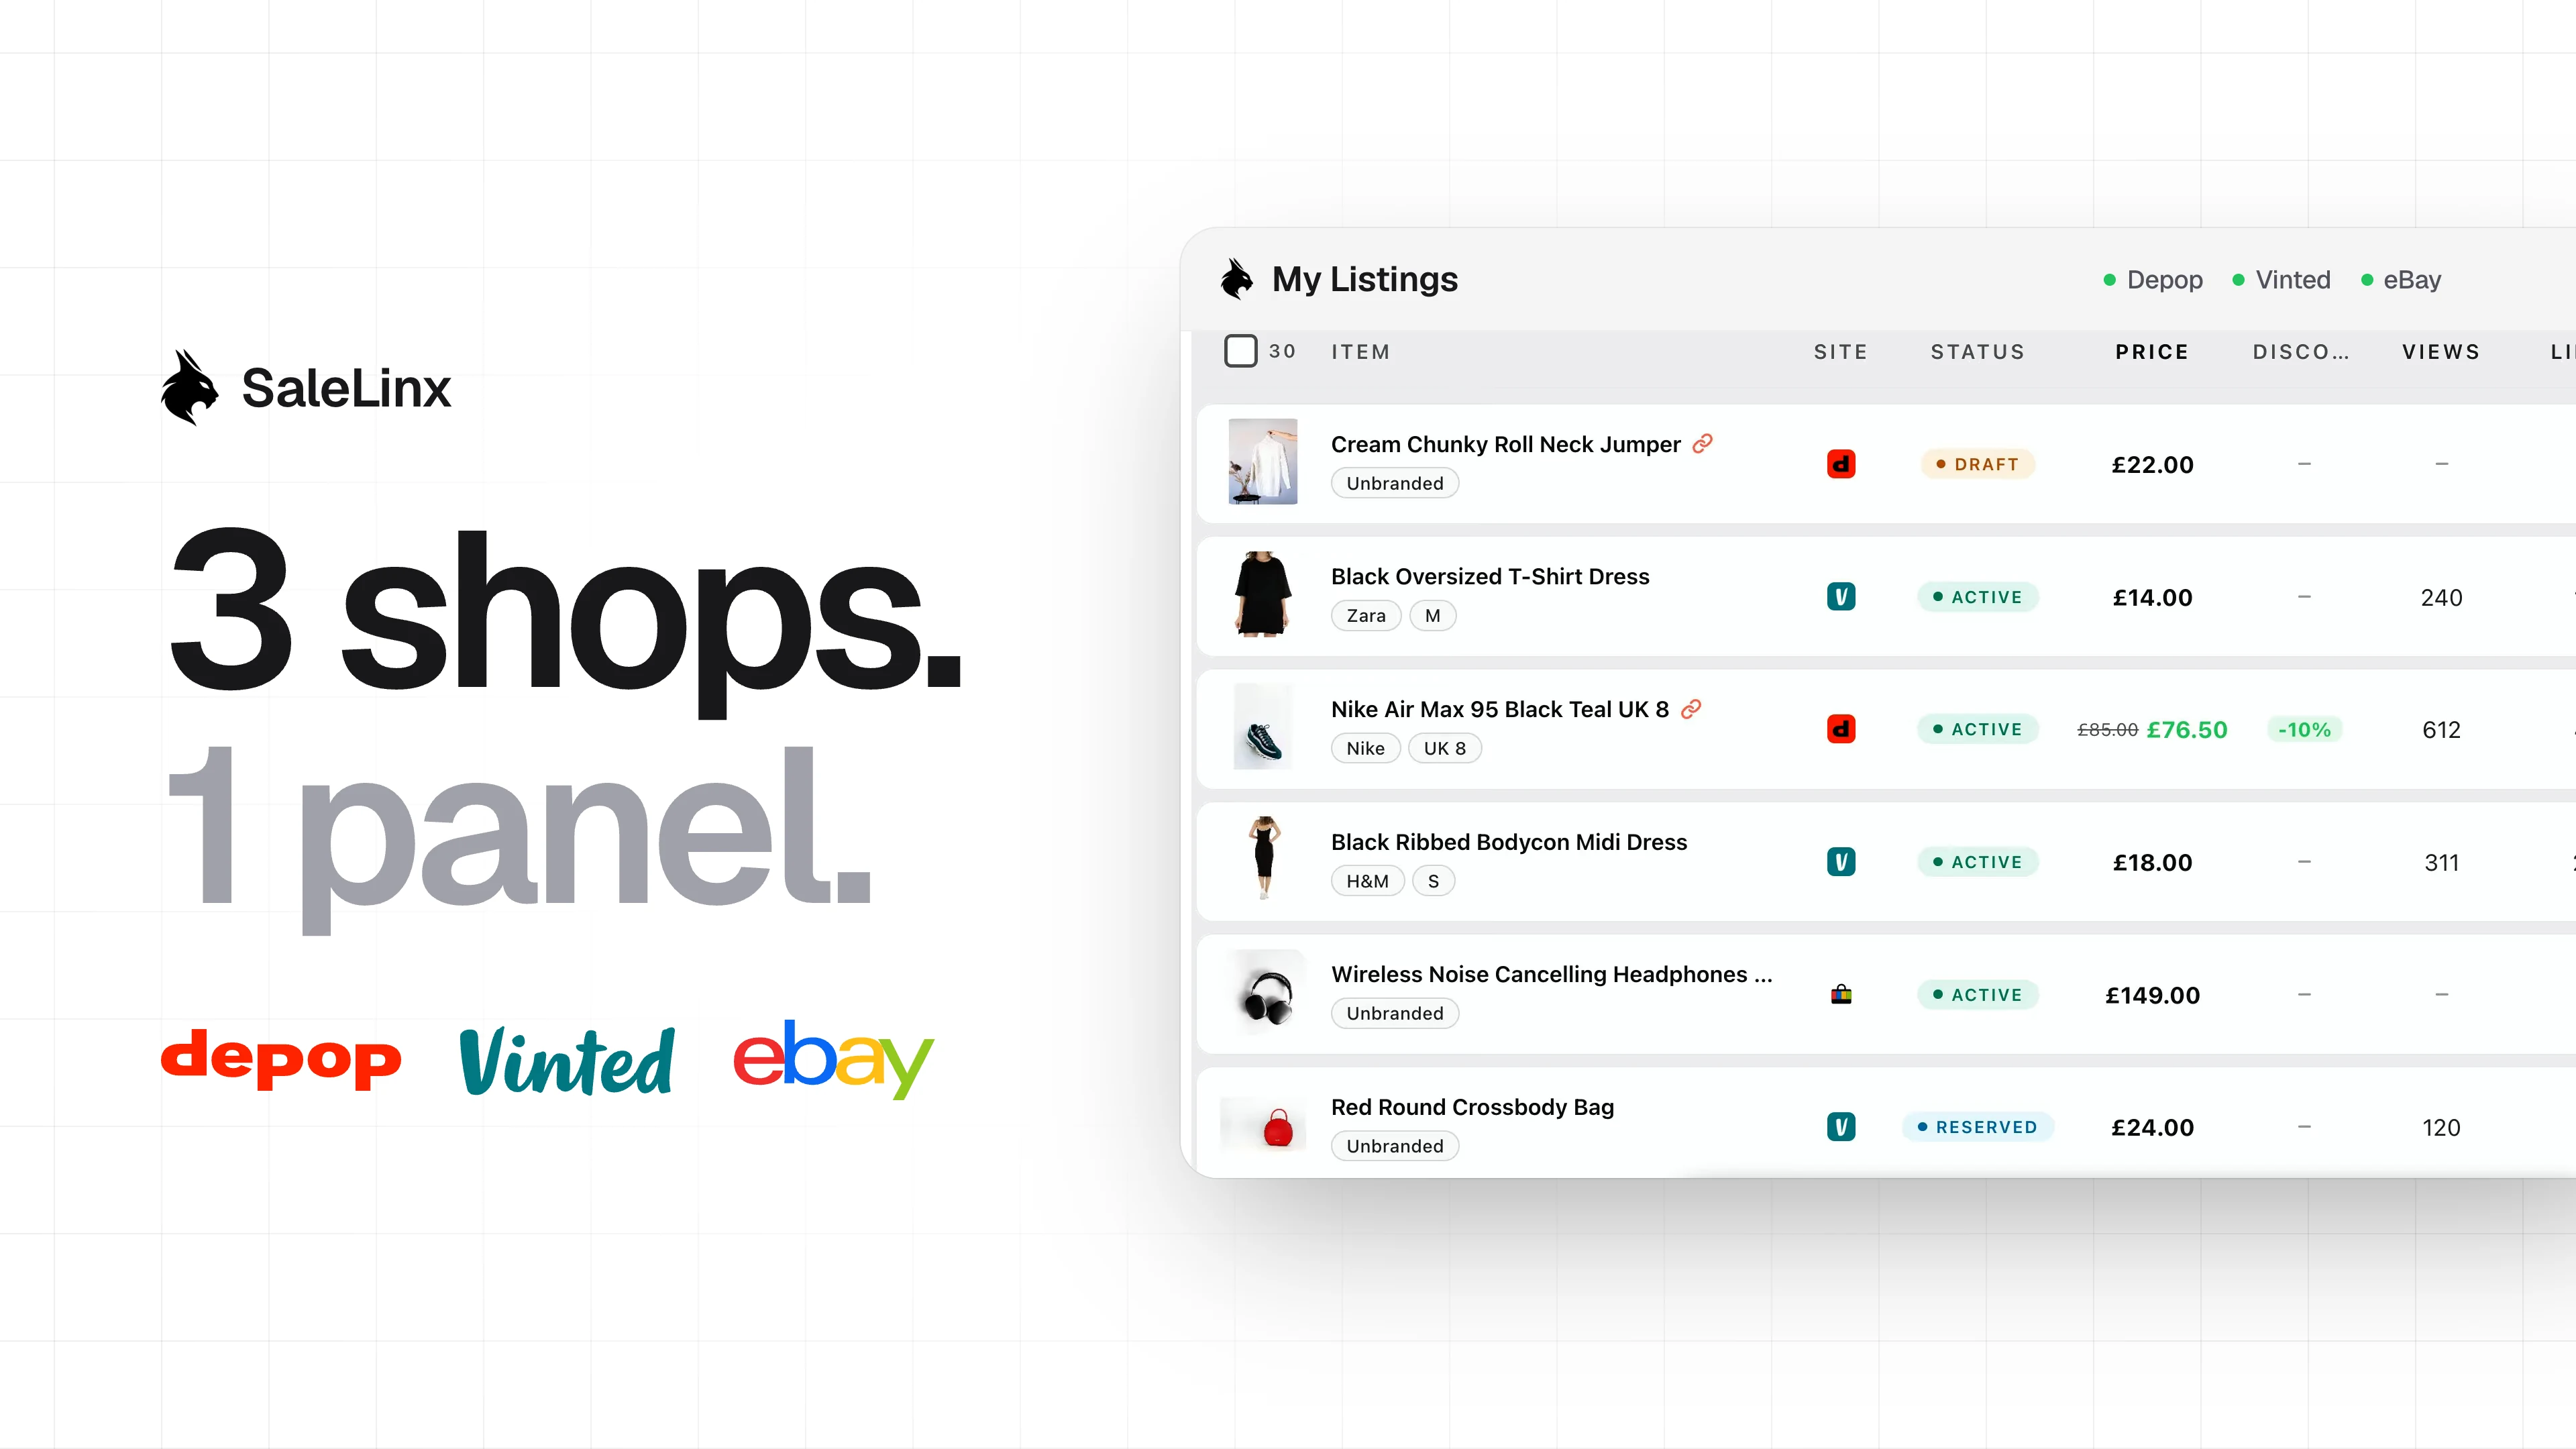 SaleLinx
3 shops.
1 panel.
depop Vinted ebay
My Listings Depop Vinted eBay
30 ITEM SITE STATUS PRICE DISCO... VIEWS
Cream Chunky Roll Neck Jumper
Unbranded
DRAFT £22.00 – –
Black Oversized T-Shirt Dress
Zara M
ACTIVE £14.00 – 240
Nike Air Max 95 Black Teal UK 8
Nike UK 8
ACTIVE £85.00 £76.50 -10% 612
Black Ribbed Bodycon Midi Dress
H&M S
ACTIVE £18.00 – 311
Wireless Noise Cancelling Headphones ...
Unbranded
ACTIVE £149.00 – –
Red Round Crossbody Bag
Unbranded
RESERVED £24.00 – 120